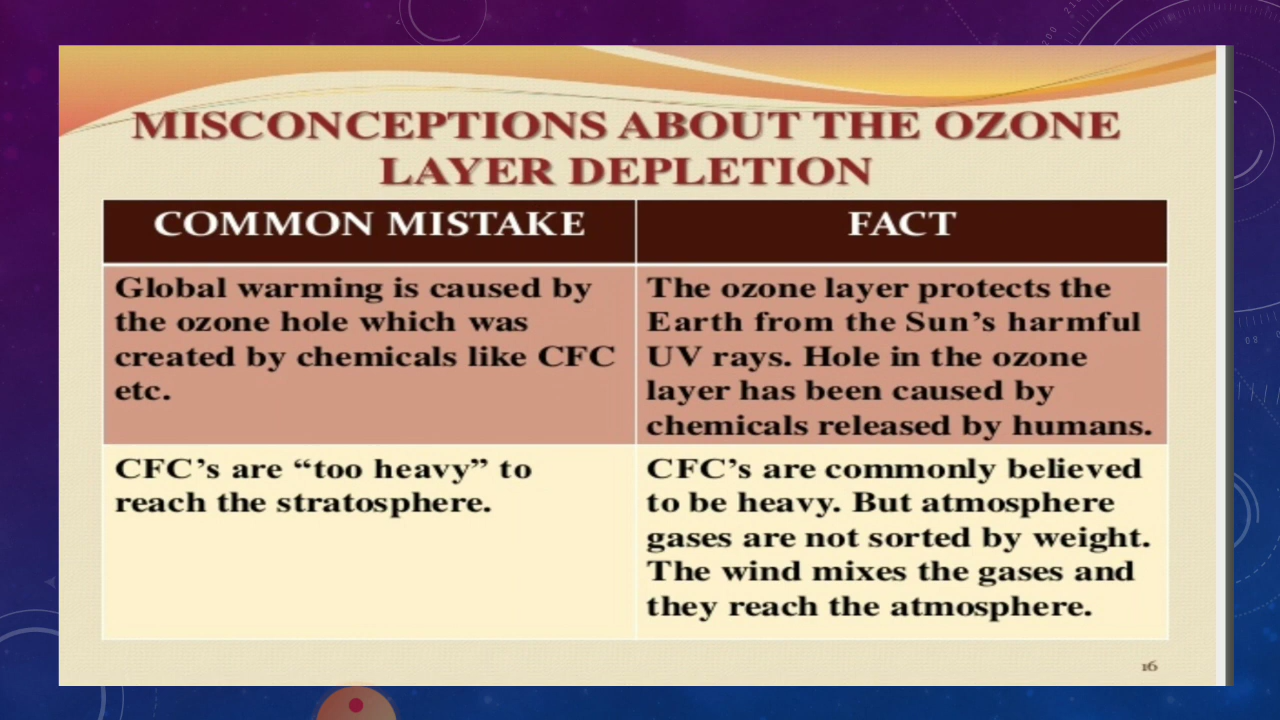 MISCONCEPTIONS ABOUT THE OZONE
LAYER DEPLETION
COMMON MISTAKE
FACT
Global warming is caused by
the ozone hole which was
created by chemicals like CFC
etc.
The ozone layer protects the
Earth from the Sun’s harmful
UV rays. Hole in the ozone
layer has been caused by
chemicals released by humans.
CFC’s are “too heavy” to
reach the stratosphere.
CFC’s are commonly believed
to be heavy. But atmosphere
gases are not sorted by weight.
The wind mixes the gases and
they reach the atmosphere.
16